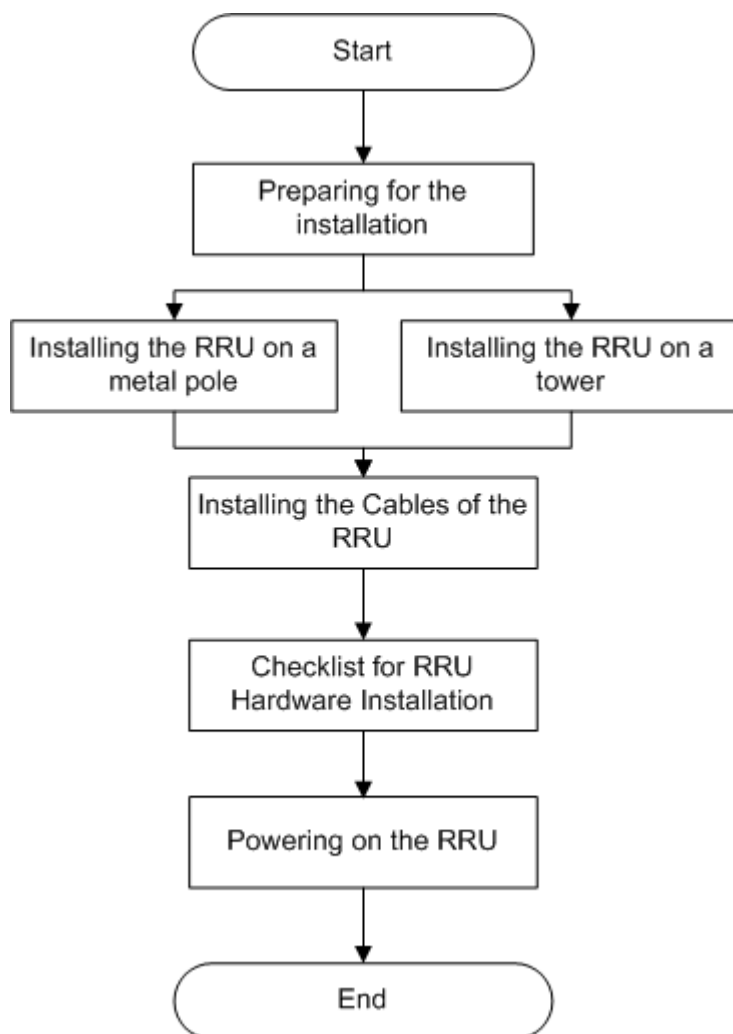 Start
Preparing for the
installation
Installing the RRU on a
metal pole
Installing the RRU on a
tower
Installing the Cables of the
RRU
Checklist for RRU
Hardware Installation
Powering on the RRU
End